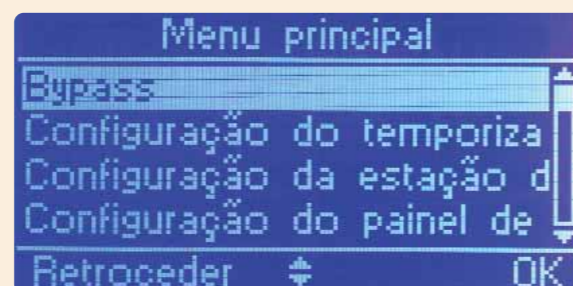 Menu principal
Bypass
Configuração do temporiza
Configuração da estação d
Configuração do painel de
Retroceder OK